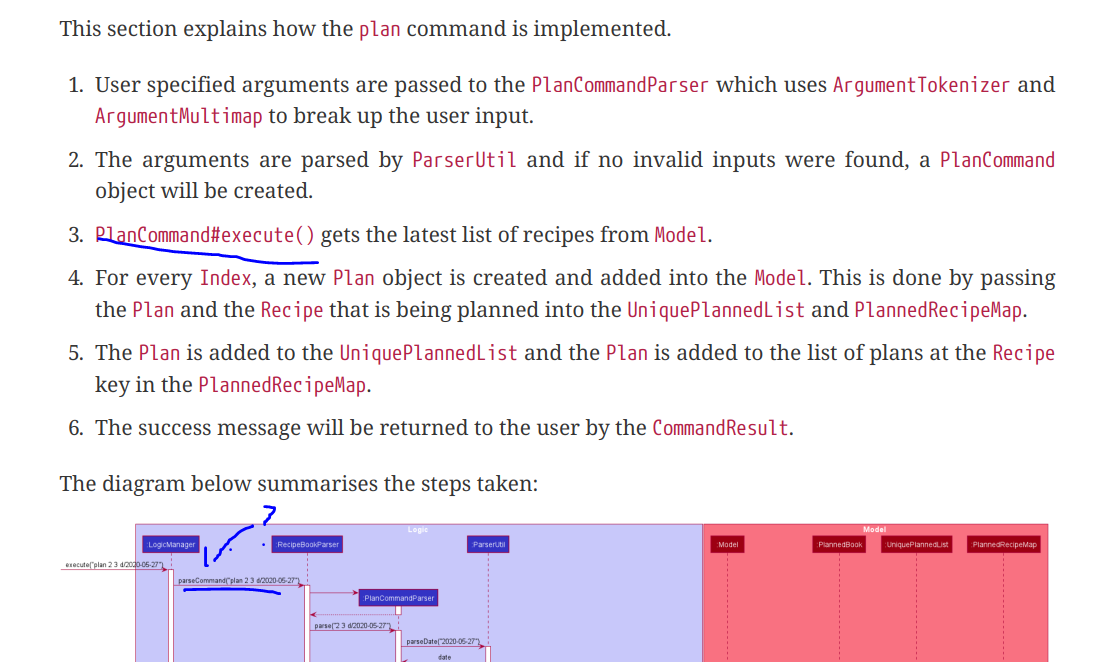 This section explains how the plan command is implemented.
1. User specified arguments are passed to the PlanCommandParser which uses ArgumentTokenizer and
ArgumentMultimap to break up the user input.
2. The arguments are parsed by ParserUtil and if no invalid inputs were found, a PlanCommand
object will be created.
3. PlanCommand#execute() gets the latest list of recipes from Model.
4. For every Index, a new Plan object is created and added into the Model. This is done by passing
the Plan and the Recipe that is being planned into the UniquePlannedList and PlannedRecipeMap.
5. The Plan is added to the UniquePlannedList and the Plan is added to the list of plans at the Recipe
key in the PlannedRecipeMap.
6. The success message will be returned to the user by the CommandResult.
The diagram below summarises the steps taken:
?
Logic
Model
:LogicManager
:RecipeBookParser
:ParserUtil
:Model
:PlannedBook
:UniquePlannedList
:PlannedRecipeMap
execute("plan 2 3 d/2020-05-27")
parseCommand("plan 2 3 d/2020-05-27")
:PlanCommandParser
parse("2 3 d/2020-05-27")
parseDate("2020-05-27")
date